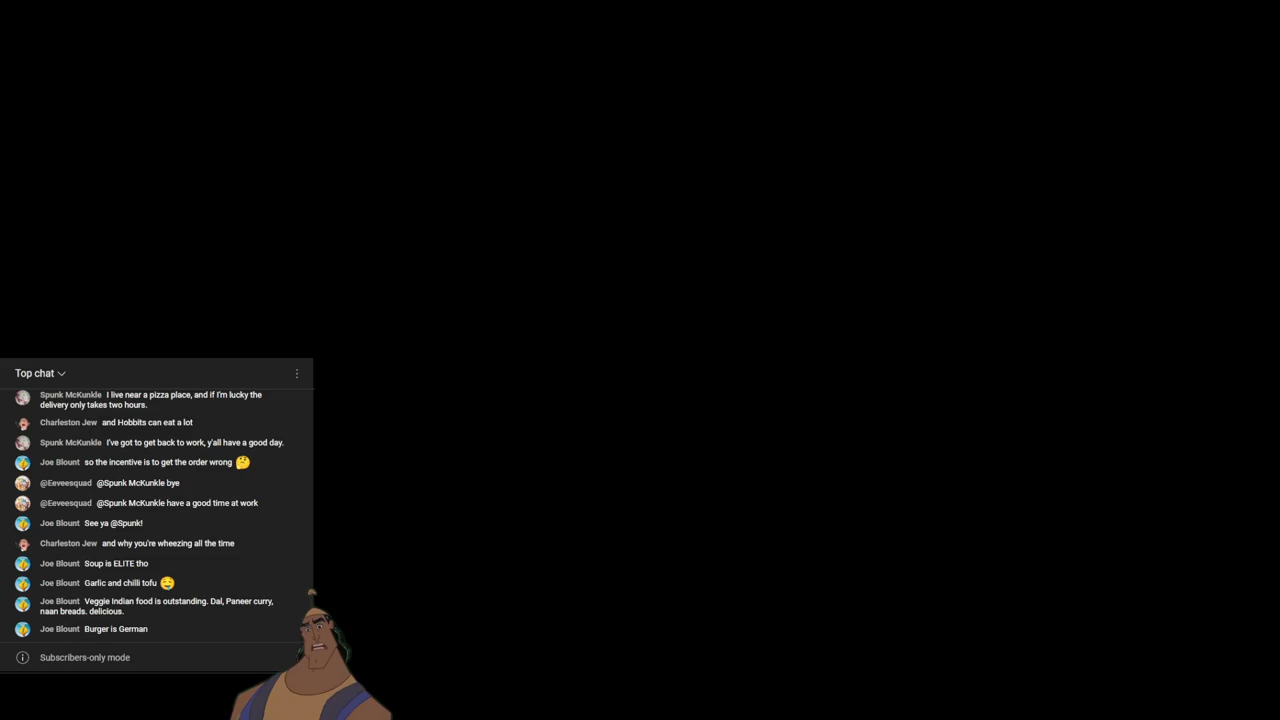 Top chat
Spunk McKunkle I live near a pizza place, and if I'm lucky the
delivery only takes two hours.
Charleston Jew and Hobbits can eat a lot
Spunk McKunkle I've got to get back to work, y'all have a good day.
Joe Blount so the incentive is to get the order wrong 🤔
@Eeveesquad @Spunk McKunkle bye
@Eeveesquad @Spunk McKunkle have a good time at work
Joe Blount See ya @Spunk!
Charleston Jew and why you're wheezing all the time
Joe Blount Soup is ELITE tho
Joe Blount Garlic and chilli tofu 🤤
Joe Blount Veggie Indian food is outstanding. Dal, Paneer curry,
naan breads. delicious.
Joe Blount Burger is German
Subscribers-only mode